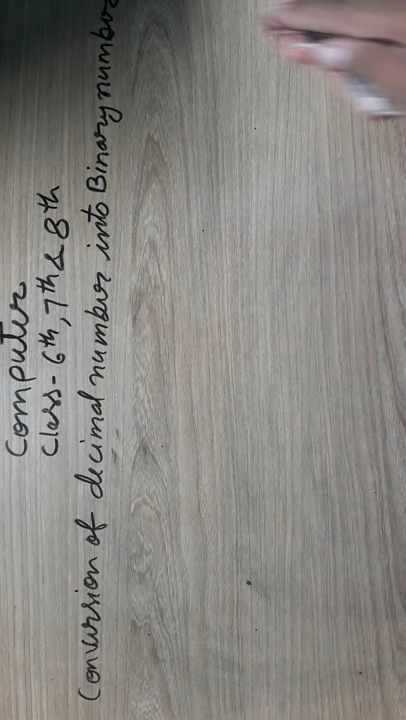 Computer
Class- 6th, 7th & 8th
Conversion of decimal number into Binary number